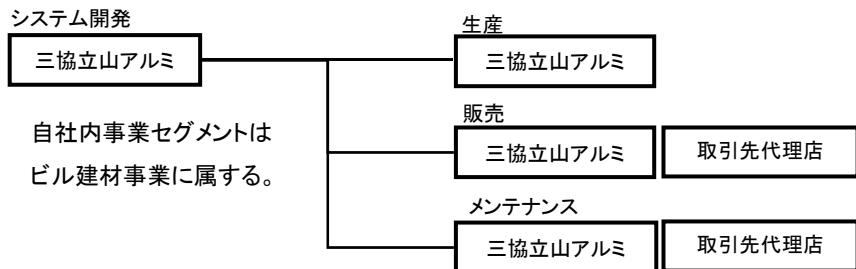 システム開発
三協立山アルミ
自社内事業セグメントは
ビル建材事業に属する。
生産
三協立山アルミ
販売
三協立山アルミ
取引先代理店
メンテナンス
三協立山アルミ
取引先代理店